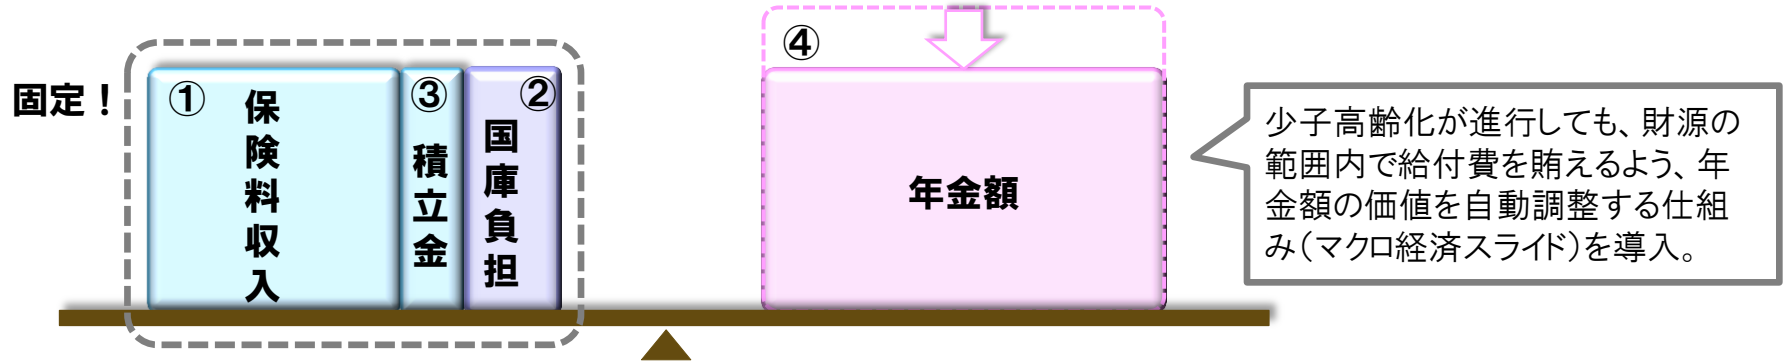 固定！
①
保険料収入
③
積立金
②
国庫負担
④
年金額
少子高齢化が進行しても、財源の
範囲内で給付費を賄えるよう、年
金額の価値を自動調整する仕組
み（マクロ経済スライド）を導入。